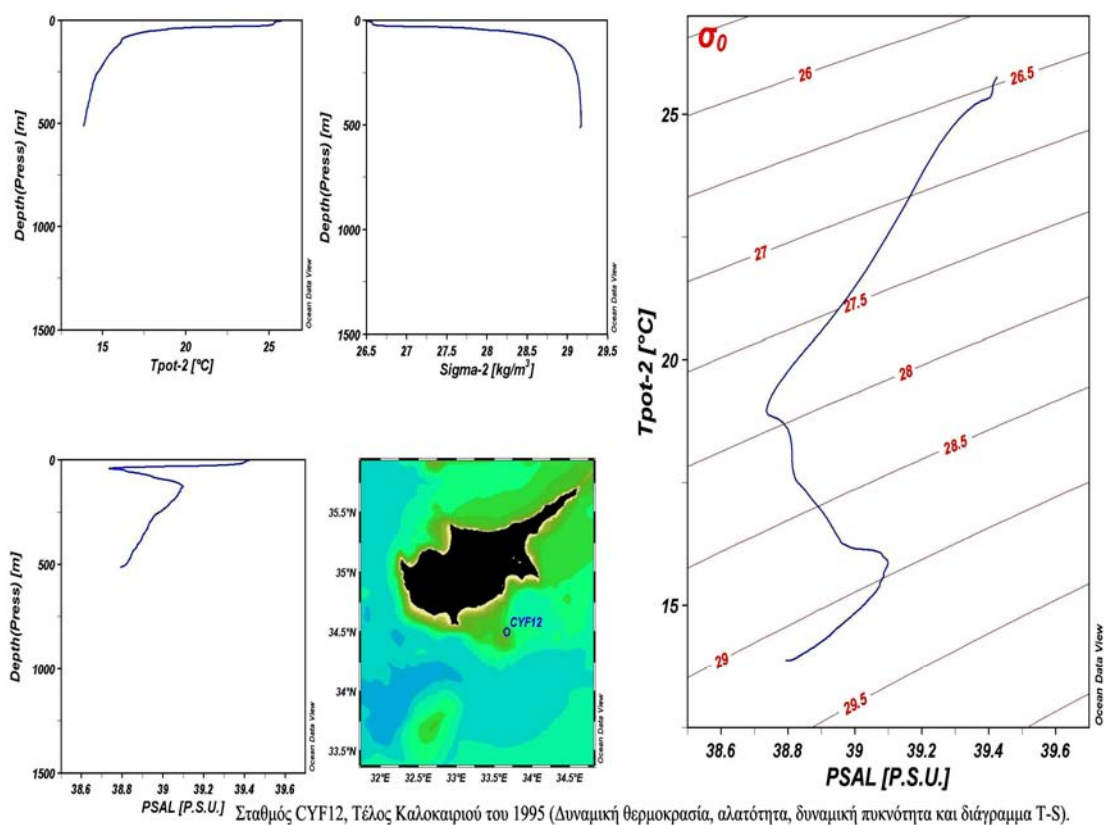 0
500
1000
1500
Depth(Press) [m]
15 20 25
Tpot-2 [°C]
Ocean Data View
0
500
1000
1500
Depth(Press) [m]
26.5 27 27.5 28 28.5 29 29.5
Sigma-2 [kg/m³]
Ocean Data View
σ₀
26
26.5
27
27.5
28
28.5
29
29.5
25
20
15
Tpot-2 [°C]
38.6 38.8 39 39.2 39.4 39.6
PSAL [P.S.U.]
Ocean Data View
0
500
1000
1500
Depth(Press) [m]
38.6 38.8 39 39.2 39.4 39.6
PSAL [P.S.U.]
Ocean Data View
35.5°N
35°N
34.5°N
34°N
33.5°N
CYF12
32°E 32.5°E 33°E 33.5°E 34°E 34.5°E
Ocean Data View
Σταθμός CYF12, Τέλος Καλοκαιριού του 1995 (Δυναμική θερμοκρασία, αλατότητα, δυναμική πυκνότητα και διάγραμμα T-S).